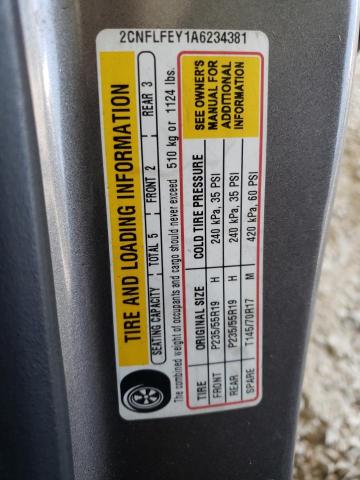 2CNFLFEY1A6234381
TIRE AND LOADING INFORMATION
SEATING CAPACITY TOTAL 5 FRONT 2 REAR 3
The combined weight of occupants and cargo should never exceed 510 kg or 1124 lbs.
TIRE ORIGINAL SIZE COLD TIRE PRESSURE
FRONT P235/55R19 H 240 kPa, 35 PSI
REAR P235/55R19 H 240 kPa, 35 PSI
SPARE T145/70R17 M 420 kPa, 60 PSI
SEE OWNER'S
MANUAL FOR
ADDITIONAL
INFORMATION